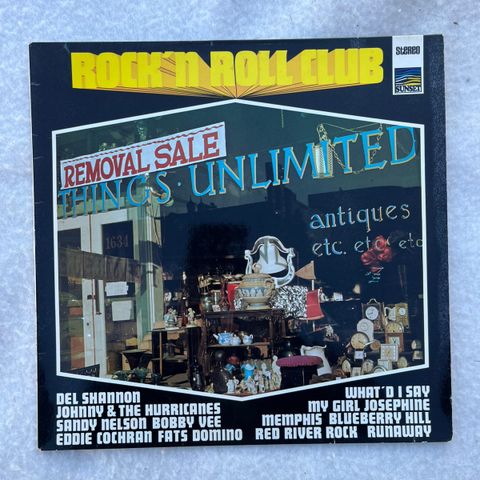 ROCK'N ROLL CLUB
Stereo
SUNSET
REMOVAL SALE
THINGS·UNLIMITED
1634
antiques
etc. etc. etc
DEL SHANNON
JOHNNY & THE HURRICANES
SANDY NELSON BOBBY VEE
EDDIE COCHRAN FATS DOMINO
WHAT'D I SAY
MY GIRL JOSEPHINE
MEMPHIS BLUEBERRY HILL
RED RIVER ROCK RUNAWAY